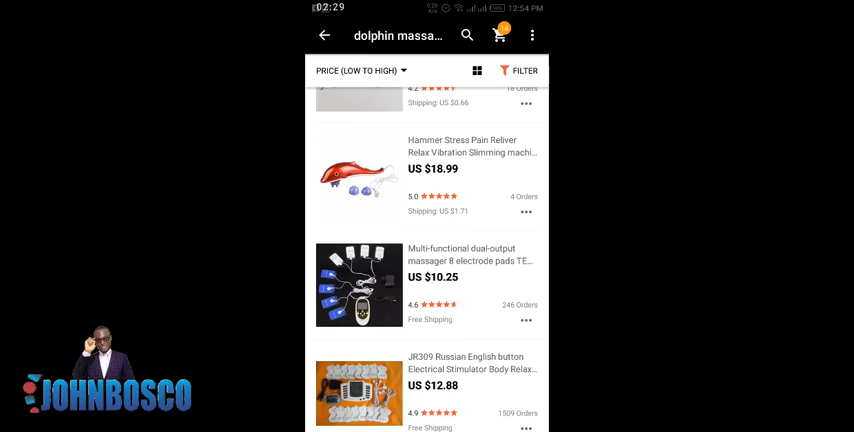 02:29
12:54 PM
dolphin massa...
14
PRICE (LOW TO HIGH)
FILTER
4.2
18 Orders
Shipping: US $0.66
Hammer Stress Pain Reliver
Relax Vibration Slimming machi...
US $18.99
5.0
4 Orders
Shipping: US $1.71
Multi-functional dual-output
massager 8 electrode pads TE...
US $10.25
4.6
246 Orders
Free Shipping
JR309 Russian English button
Electrical Stimulator Body Relax...
US $12.88
4.9
1509 Orders
Free Shipping
JOHNBOSCO